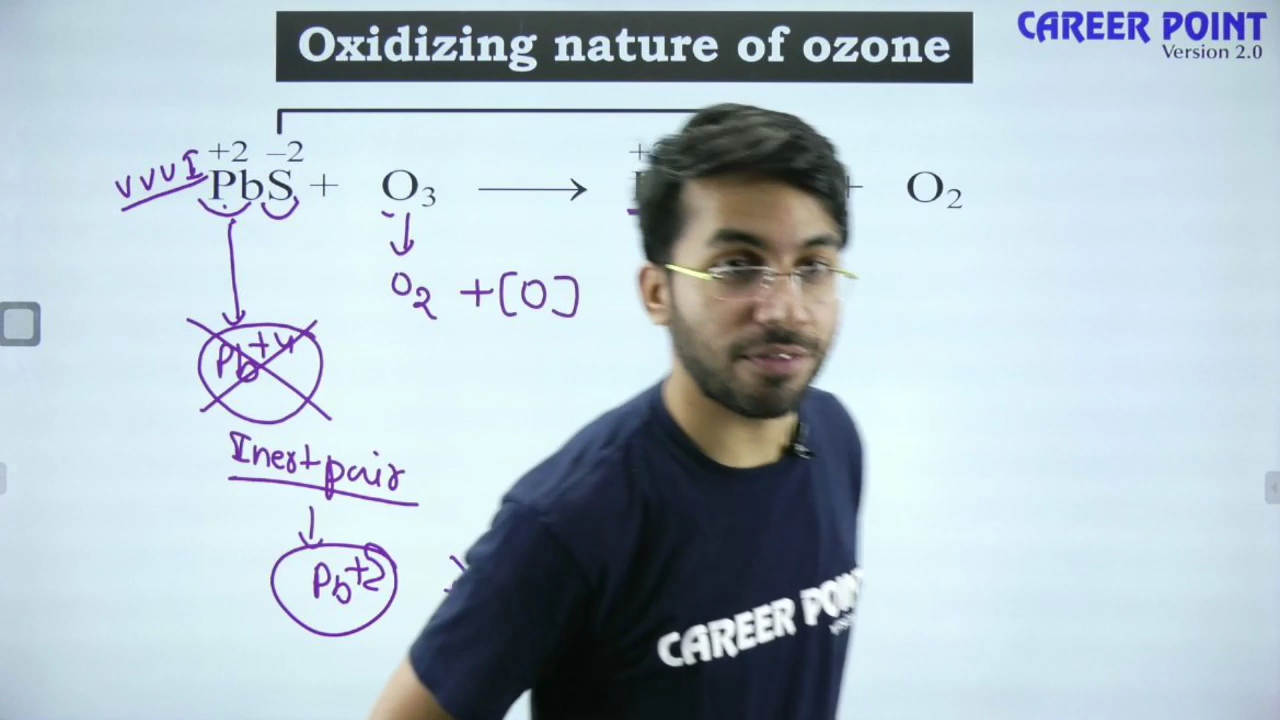 Oxidizing nature of ozone
CAREER POINT
Version 2.0
+2 –2 +
VVVI PbS + O3 ⟶ + O2
O2 + [O]
Pb+4
Inert pair
Pb+2
CAREER POINT